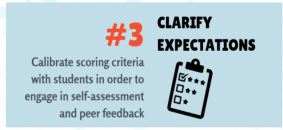 #3
CLARIFY
EXPECTATIONS
Calibrate scoring criteria
with students in order to
engage in self-assessment
and peer feedback